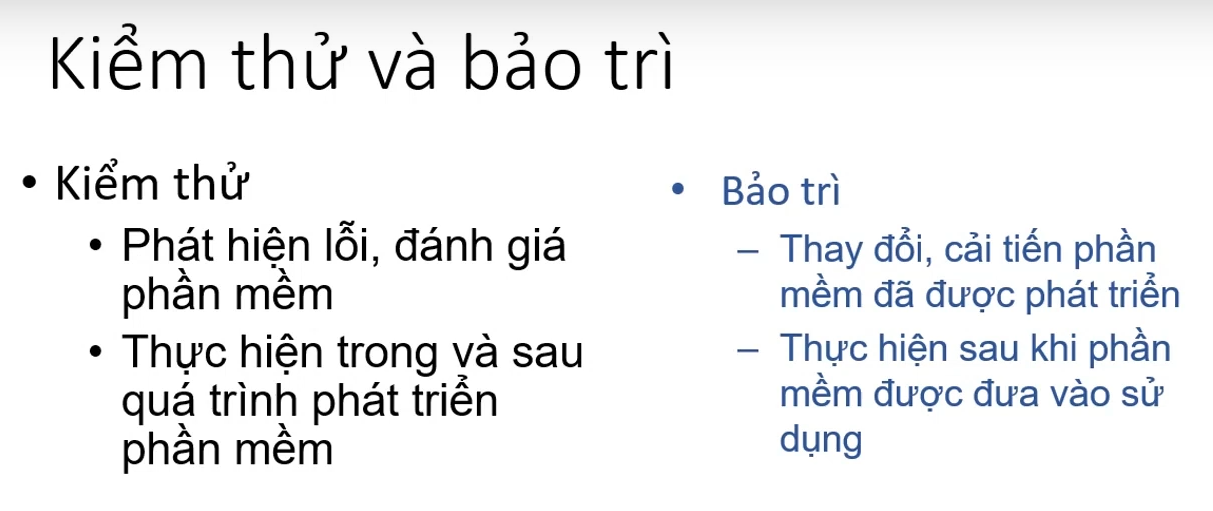 Kiểm thử và bảo trì
• Kiểm thử
• Phát hiện lỗi, đánh giá
phần mềm
• Thực hiện trong và sau
quá trình phát triển
phần mềm
• Bảo trì
– Thay đổi, cải tiến phần
mềm đã được phát triển
– Thực hiện sau khi phần
mềm được đưa vào sử
dụng